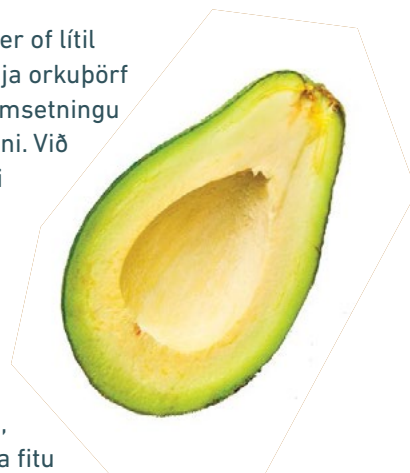 er of lítil
ja orkuþörf
msetningu
ni. Við
i
,
a fitu